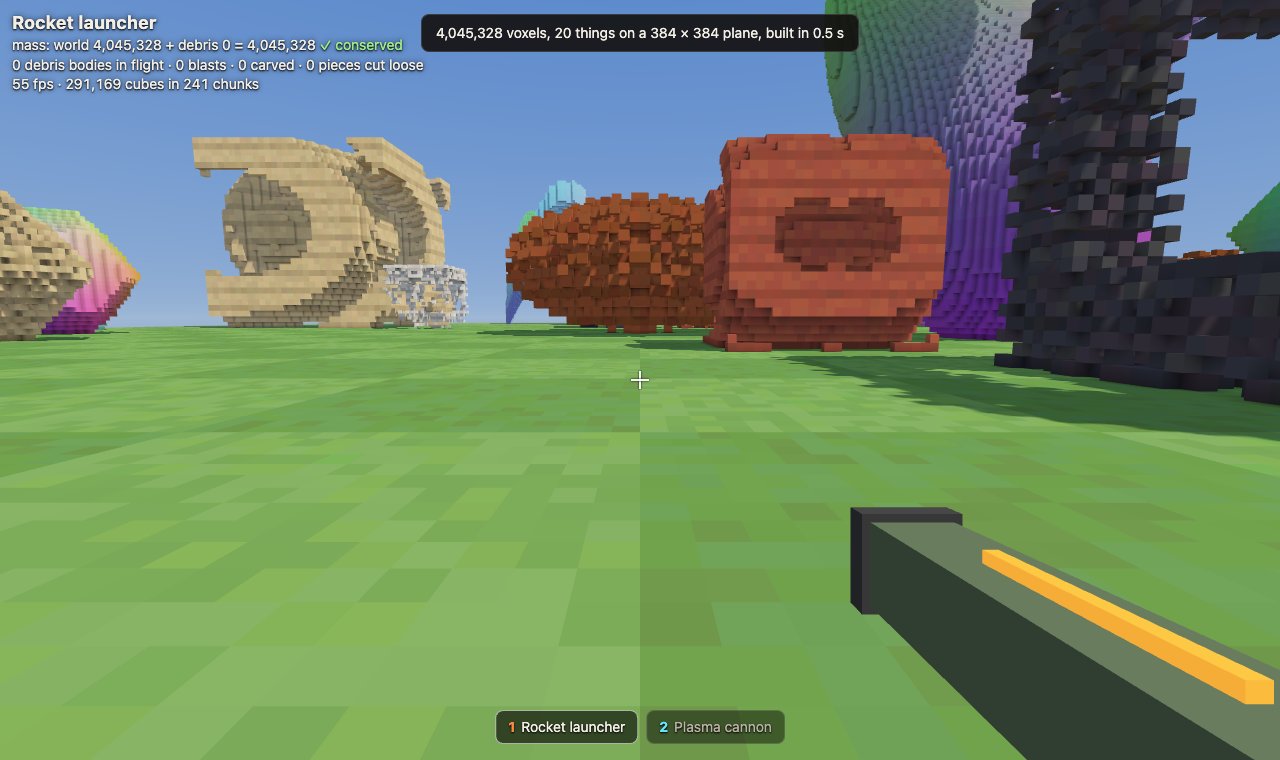 Rocket launcher
mass: world 4,045,328 + debris 0 = 4,045,328 ✓ conserved
0 debris bodies in flight · 0 blasts · 0 carved · 0 pieces cut loose
55 fps · 291,169 cubes in 241 chunks
4,045,328 voxels, 20 things on a 384 × 384 plane, built in 0.5 s
1 Rocket launcher
2 Plasma cannon